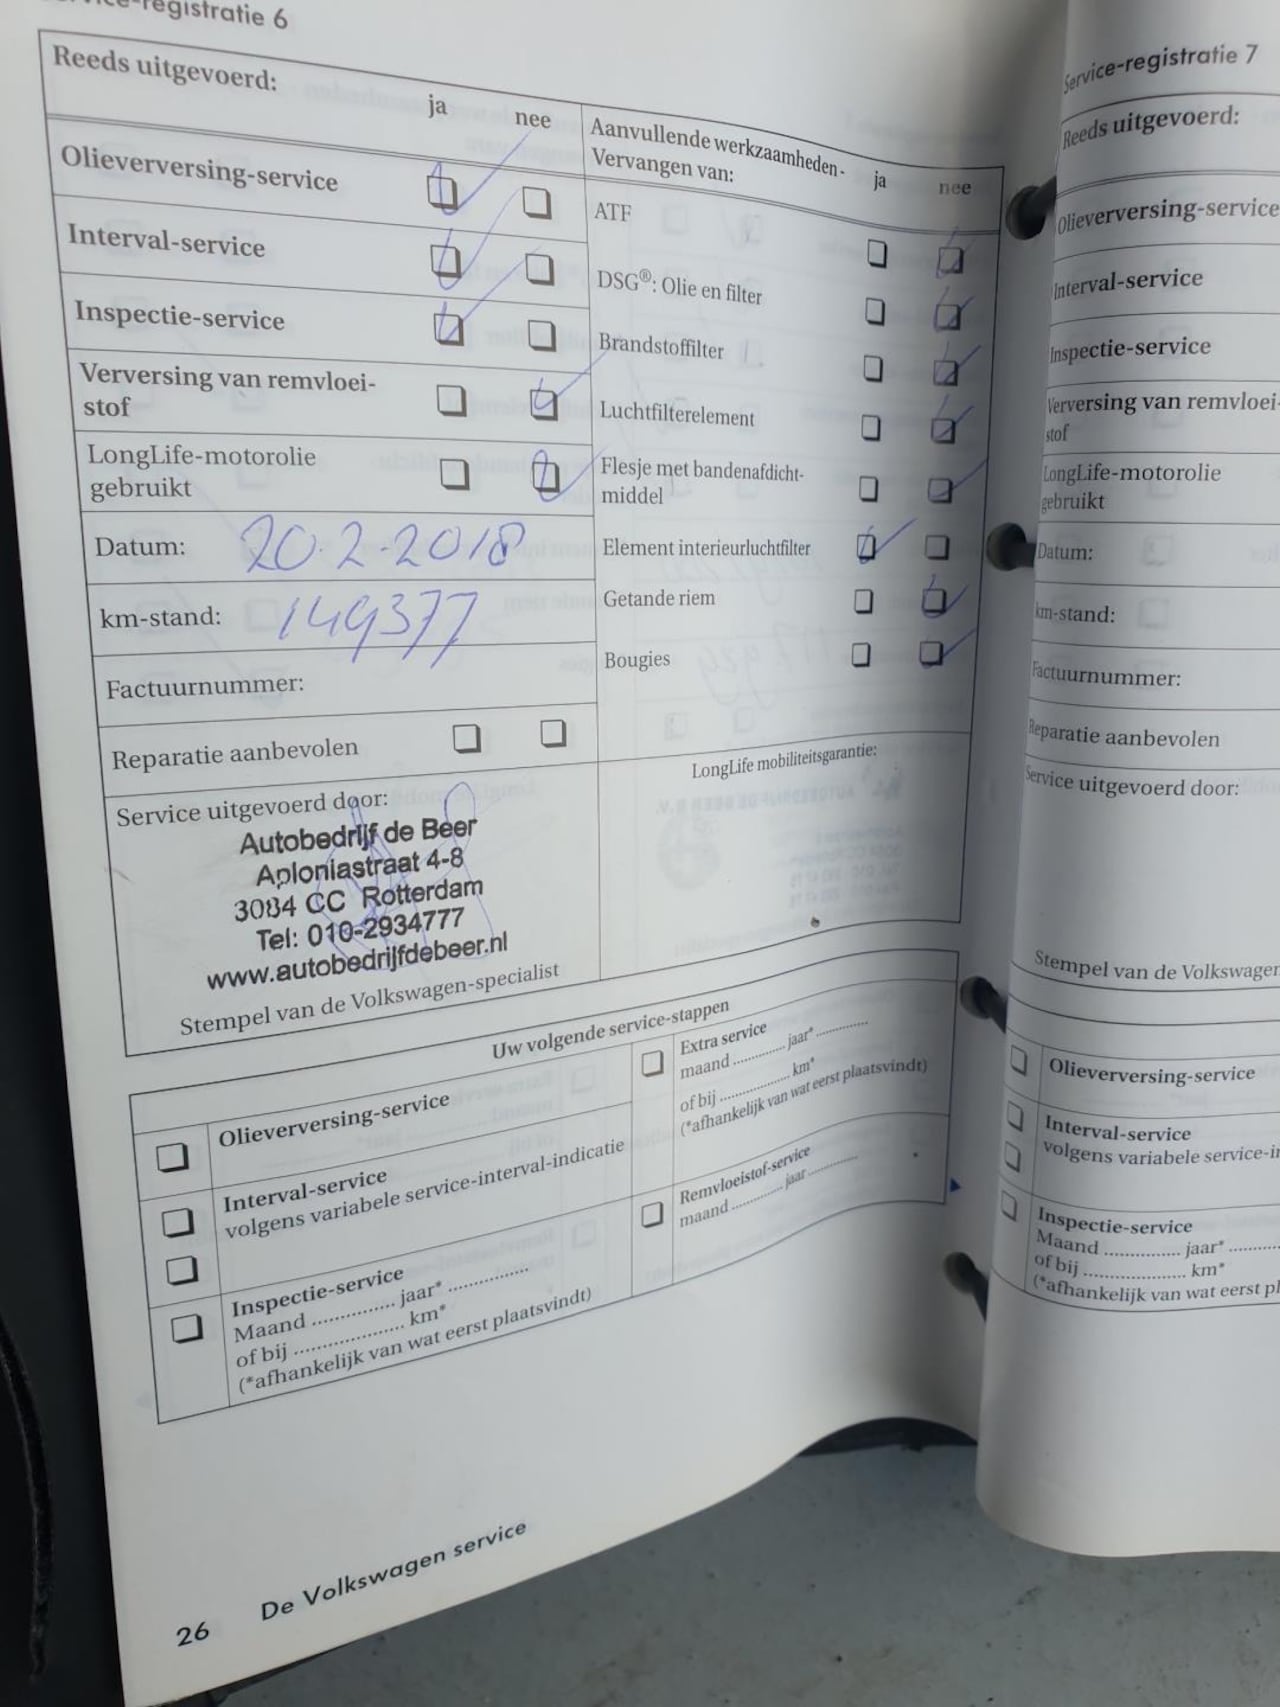 Service-registratie 6
Reeds uitgevoerd:
ja nee
Olieverversing-service
Interval-service
Inspectie-service
Verversing van remvloei-
stof
LongLife-motorolie
gebruikt
Datum: 20-2-2018
km-stand: 149377
Factuurnummer:
Reparatie aanbevolen
Service uitgevoerd door:
Autobedrijf de Beer
Aploniastraat 4-8
3084 CC Rotterdam
Tel: 010-2934777
www.autobedrijfdebeer.nl
Stempel van de Volkswagen-specialist
Aanvullende werkzaamheden-
Vervangen van:
ja nee
ATF
DSG®: Olie en filter
Brandstoffilter
Luchtfilterelement
Flesje met bandenafdicht-
middel
Element interieurluchtfilter
Getande riem
Bougies
LongLife mobiliteitsgarantie:
Uw volgende service-stappen
Olieverversing-service
Interval-service
volgens variabele service-interval-indicatie
Inspectie-service
Maand .............. jaar* ................
of bij .................... km*
(*afhankelijk van wat eerst plaatsvindt)
Extra service
maand ............. jaar* .............
of bij ................. km*
(*afhankelijk van wat eerst plaatsvindt)
Remvloeistof-service
maand ............. jaar .............
26 De Volkswagen service
Service-registratie 7
Reeds uitgevoerd:
Olieverversing-service
Interval-service
Inspectie-service
Verversing van remvloei-
stof
LongLife-motorolie
gebruikt
Datum:
km-stand:
Factuurnummer:
Reparatie aanbevolen
Service uitgevoerd door:
Stempel van de Volkswagen
Olieverversing-service
Interval-service
volgens variabele service-in
Inspectie-service
Maand .............. jaar* ..........
of bij .................... km*
(*afhankelijk van wat eerst pl